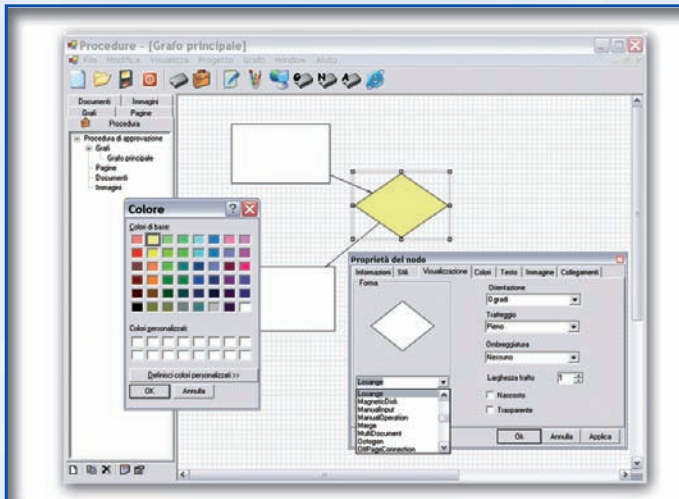 Procedure - [Grafo principale]
File Modifica Visualizza Progetto Grafo Window Aiuto
Documenti Immagini
Grafi Pagine
Procedura
Procedura di approvazione
Grafi
Grafo principale
Pagine
Documenti
Immagini
Colore
Colori di base:
Colori personalizzati:
Definisci colori personalizzati >>
OK Annulla
Proprietà del nodo
Informazioni Stili Visualizzazione Colori Testo Immagine Collegamenti
Forma
Losange
Losange
MagneticDisk
ManualInput
ManualOperation
Merge
MultiDocument
Octogon
OffPageConnection
Orientazione
0 gradi
Tratteggio
Pieno
Ombreggiatura
Nessuno
Larghezza tratto 1
Nascosto
Trasparente
Ok Annulla Applica